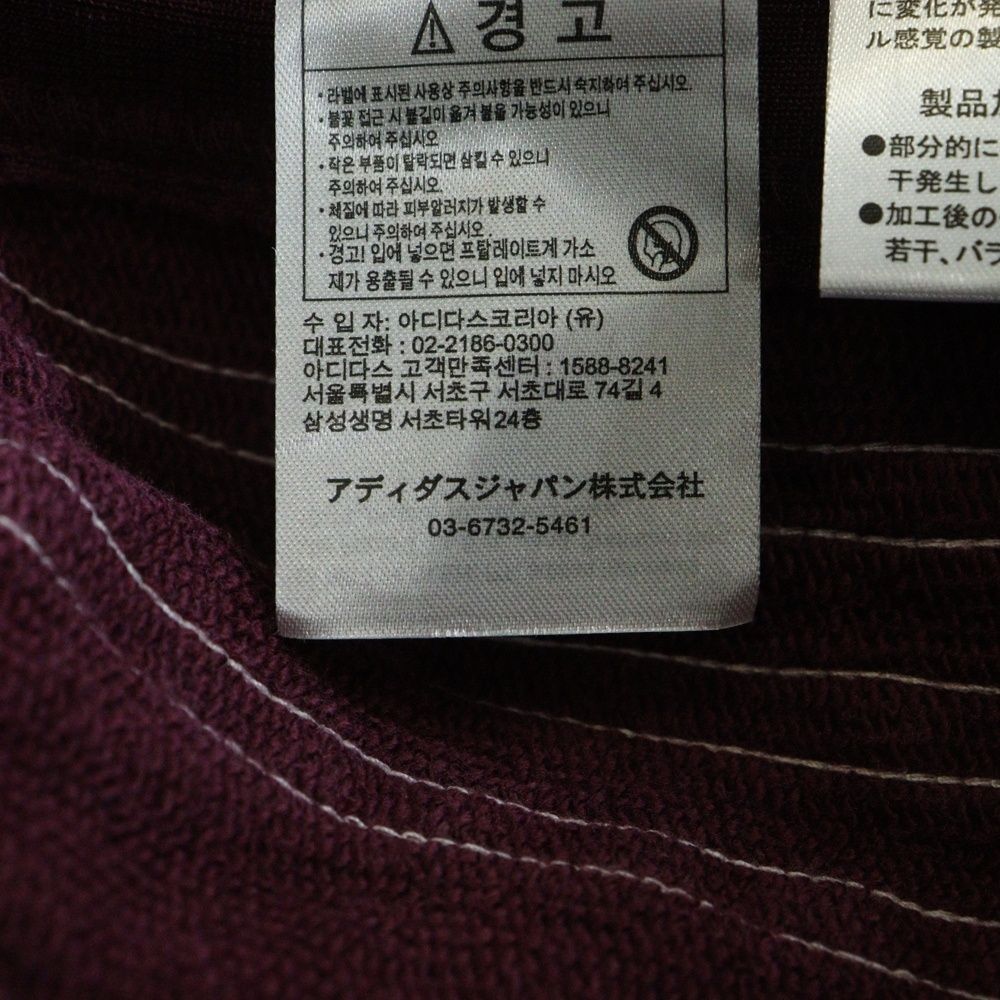 ⚠ 경 고
•라벨에 표시된 사용상 주의사항을 반드시 숙지하여 주십시오.
•불꽃 접근 시 불길이 옮겨 붙을 가능성이 있으니
주의하여 주십시오
•작은 부품이 탈락되면 삼킬 수 있으니
주의하여 주십시오.
•체질에 따라 피부알러지가 발생할 수
있으니 주의하여 주십시오.
•경고! 입에 넣으면 프탈레이트계 가소
제가 용출될 수 있으니 입에 넣지 마시오
수 입 자: 아디다스코리아 (유)
대표전화 : 02-2186-0300
아디다스 고객만족센터 : 1588-8241
서울특별시 서초구 서초대로 74길 4
삼성생명 서초타워24층
アディダスジャパン株式会社
03-6732-5461
に変化が発
ル感覚の製
製品
●部分的に
干発生し
●加工後の
若干、バラ